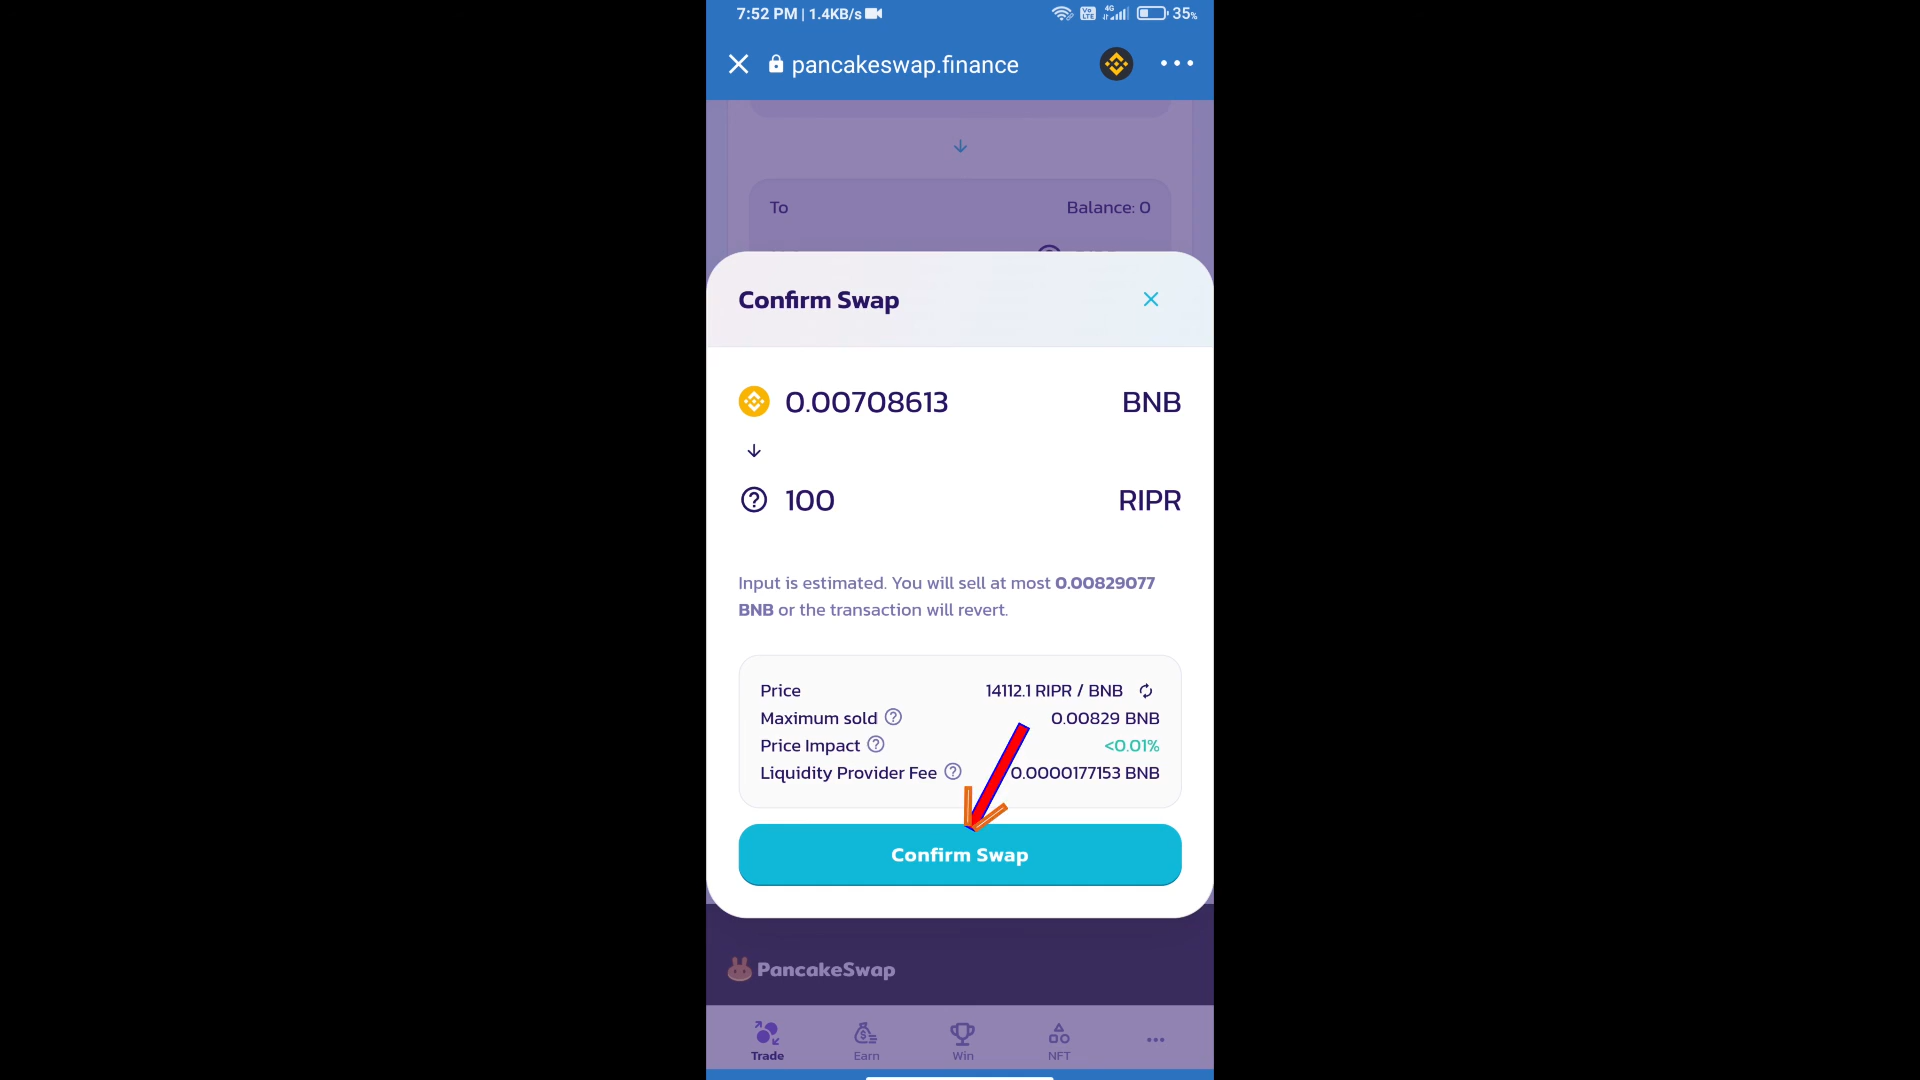 7:52 PM | 1.4KB/s
Vo LTE 4G 35%
pancakeswap.finance
To Balance: 0
Confirm Swap
0.00708613 BNB
100 RIPR
Input is estimated. You will sell at most 0.00829077
BNB or the transaction will revert.
Price 14112.1 RIPR / BNB
Maximum sold 0.00829 BNB
Price Impact <0.01%
Liquidity Provider Fee 0.0000177153 BNB
Confirm Swap
PancakeSwap
Trade Earn Win NFT